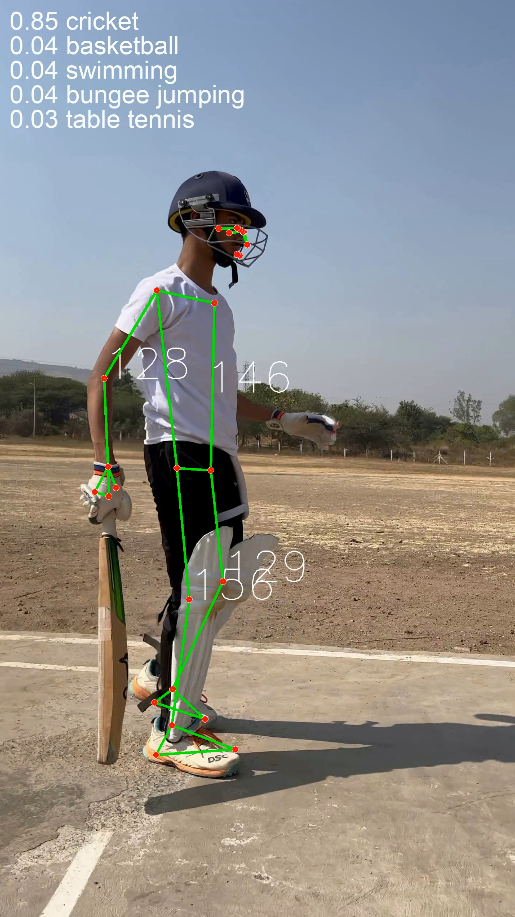 0.85 cricket
0.04 basketball
0.04 swimming
0.04 bungee jumping
0.03 table tennis
128
146
129
156
DSC